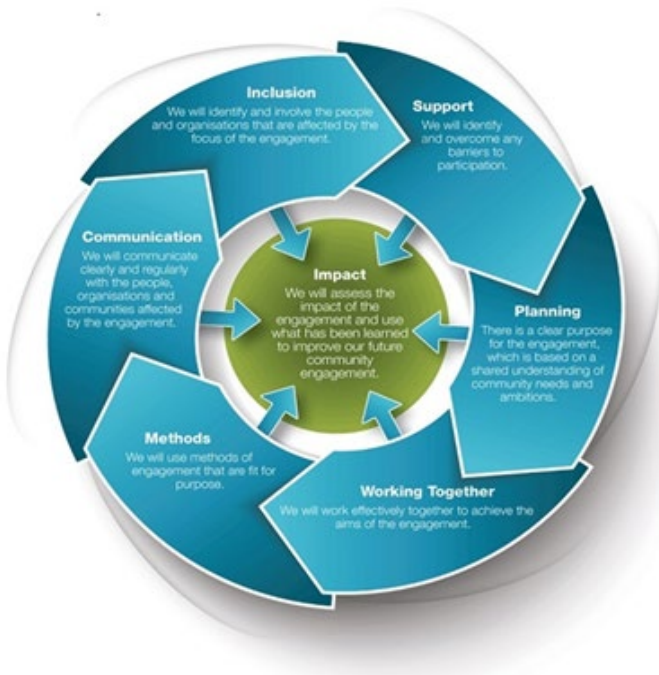 Inclusion
We will identify and involve the people
and organisations that are affected by the
focus of the engagement.
Support
We will identify
and overcome any
barriers to
participation.
Planning
There is a clear purpose
for the engagement,
which is based on a
shared understanding of
community needs and
ambitions.
Working Together
We will work effectively together to achieve the
aims of the engagement.
Methods
We will use methods of
engagement that are fit for
purpose.
Communication
We will communicate
clearly and regularly
with the people,
organisations and
communities affected
by the engagement.
Impact
We will assess the
impact of the
engagement and use
what has been learned
to improve our future
community
engagement.